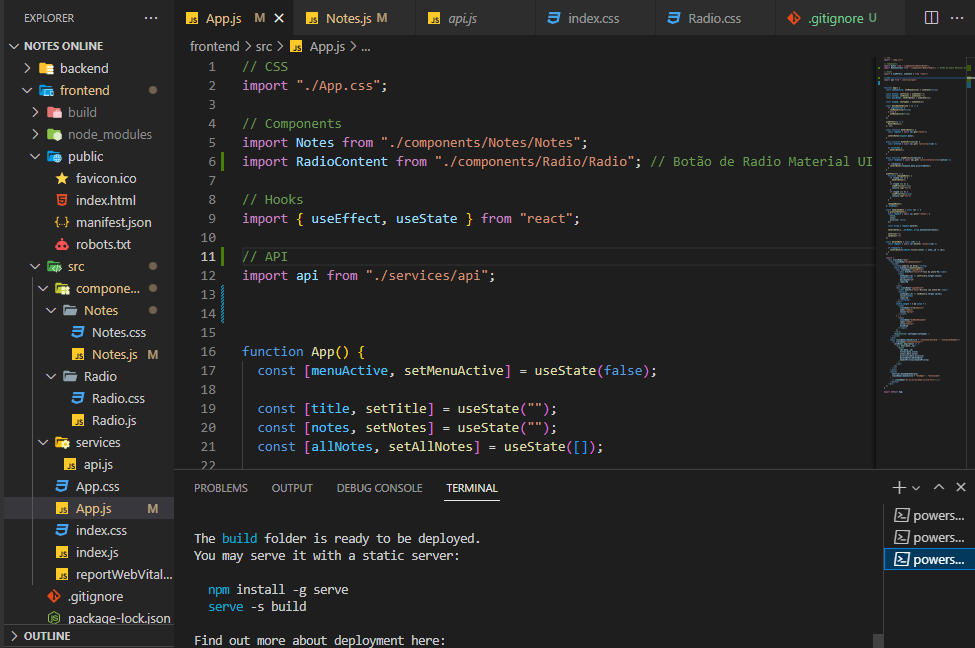 EXPLORER
···
NOTES ONLINE
backend
frontend
build
node_modules
public
favicon.ico
index.html
manifest.json
robots.txt
src
compone...
Notes
Notes.css
Notes.js M
Radio
Radio.css
Radio.js
services
api.js
App.css
App.js M
index.css
index.js
reportWebVital...
.gitignore
package-lock.json
OUTLINE
App.js M
Notes.js M
api.js
index.css
Radio.css
.gitignore U
···
frontend > src > App.js > ...
1 // CSS
2 import "./App.css";
3
4 // Components
5 import Notes from "./components/Notes/Notes";
6 import RadioContent from "./components/Radio/Radio"; // Botão de Radio Material UI
7
8 // Hooks
9 import { useEffect, useState } from "react";
10
11 // API
12 import api from "./services/api";
13
14
15
16 function App() {
17 const [menuActive, setMenuActive] = useState(false);
18
19 const [title, setTitle] = useState("");
20 const [notes, setNotes] = useState("");
21 const [allNotes, setAllNotes] = useState([]);
22
PROBLEMS OUTPUT DEBUG CONSOLE TERMINAL
The build folder is ready to be deployed.
You may serve it with a static server:
npm install -g serve
serve -s build
Find out more about deployment here:
powers...
powers...
powers...